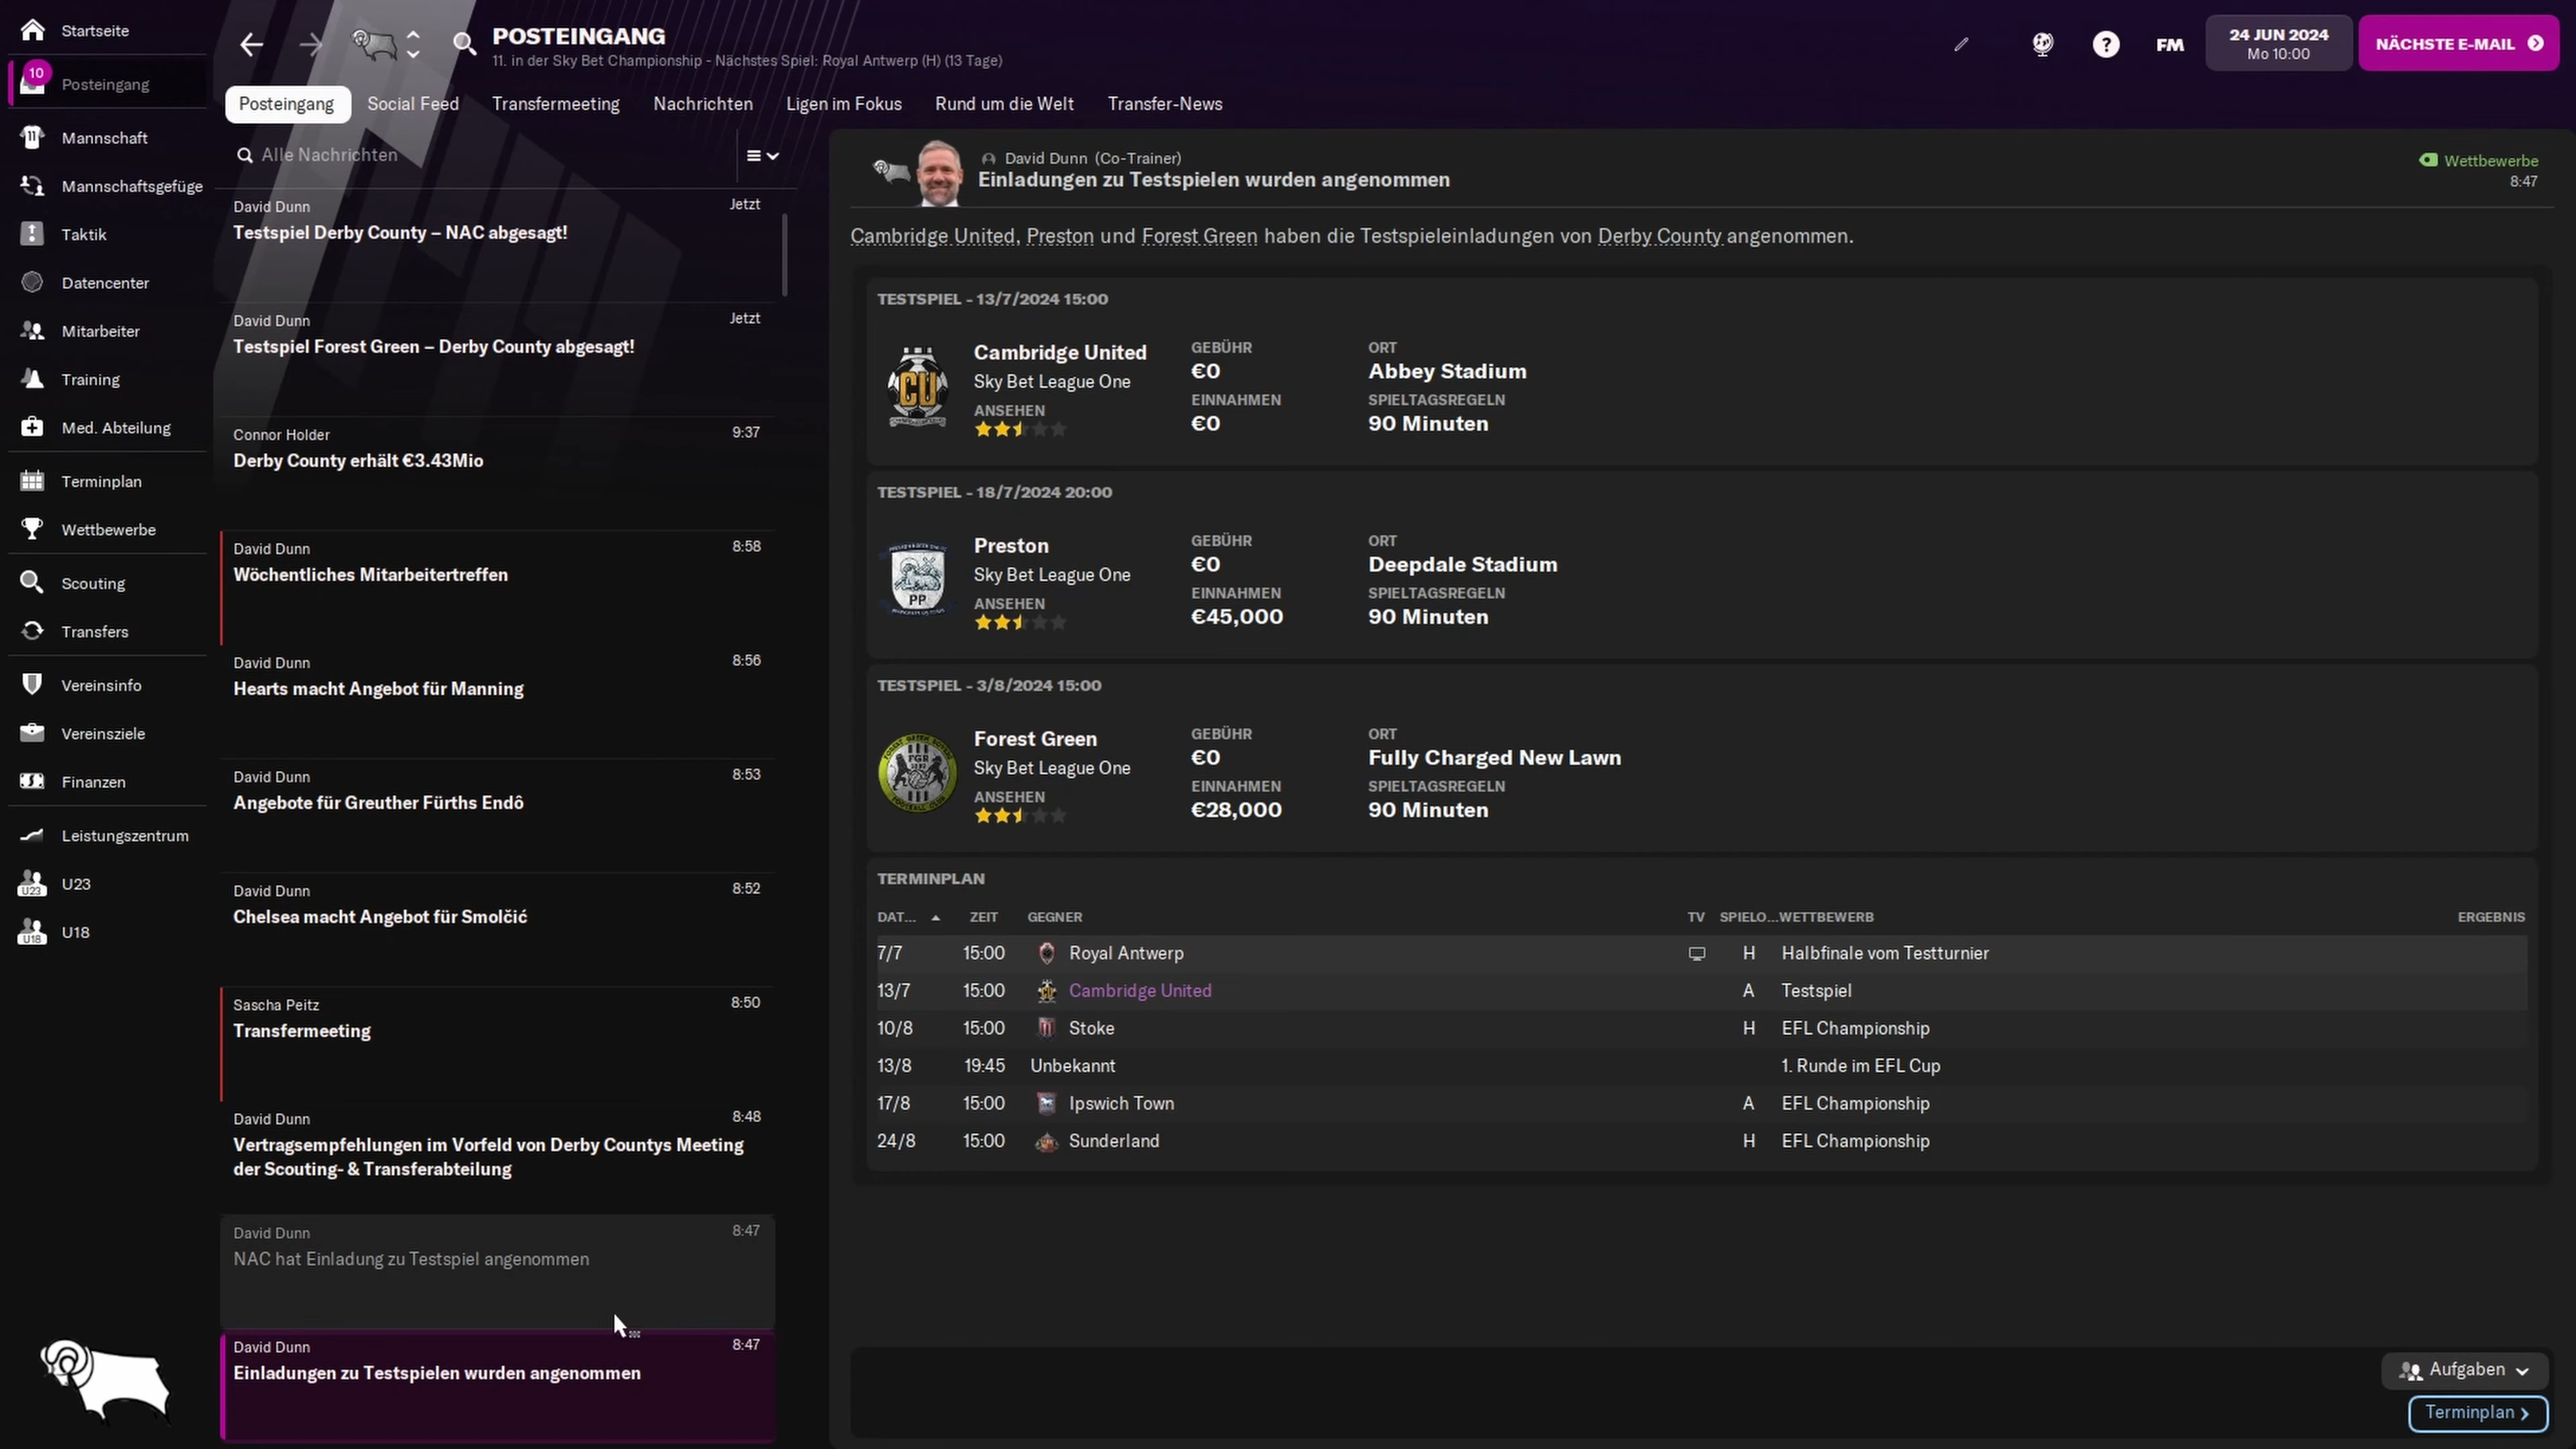 Startseite
10
Posteingang
Mannschaft
Mannschaftsgefüge
Taktik
Datencenter
Mitarbeiter
Training
Med. Abteilung
Terminplan
Wettbewerbe
Scouting
Transfers
Vereinsinfo
Vereinsziele
Finanzen
Leistungszentrum
U23
U23
U18
U18
POSTEINGANG
11. in der Sky Bet Championship - Nächstes Spiel: Royal Antwerp (H) (13 Tage)
FM
24 JUN 2024
Mo 10:00
NÄCHSTE E-MAIL
Posteingang Social Feed Transfermeeting Nachrichten Ligen im Fokus Rund um die Welt Transfer-News
Alle Nachrichten
David Dunn Jetzt
Testspiel Derby County – NAC abgesagt!
David Dunn Jetzt
Testspiel Forest Green – Derby County abgesagt!
Connor Holder 9:37
Derby County erhält €3.43Mio
David Dunn 8:58
Wöchentliches Mitarbeitertreffen
David Dunn 8:56
Hearts macht Angebot für Manning
David Dunn 8:53
Angebote für Greuther Fürths Endô
David Dunn 8:52
Chelsea macht Angebot für Smolčić
Sascha Peitz 8:50
Transfermeeting
David Dunn 8:48
Vertragsempfehlungen im Vorfeld von Derby Countys Meeting
der Scouting- & Transferabteilung
David Dunn 8:47
NAC hat Einladung zu Testspiel angenommen
David Dunn 8:47
Einladungen zu Testspielen wurden angenommen
David Dunn (Co-Trainer)
Einladungen zu Testspielen wurden angenommen
Wettbewerbe
8:47
Cambridge United, Preston und Forest Green haben die Testspieleinladungen von Derby County angenommen.
TESTSPIEL - 13/7/2024 15:00
CU
Cambridge United
Sky Bet League One
ANSEHEN
GEBÜHR
€0
EINNAHMEN
€0
ORT
Abbey Stadium
SPIELTAGSREGELN
90 Minuten
TESTSPIEL - 18/7/2024 20:00
PP
Preston
Sky Bet League One
ANSEHEN
GEBÜHR
€0
EINNAHMEN
€45,000
ORT
Deepdale Stadium
SPIELTAGSREGELN
90 Minuten
TESTSPIEL - 3/8/2024 15:00
FGR
Forest Green
Sky Bet League One
ANSEHEN
GEBÜHR
€0
EINNAHMEN
€28,000
ORT
Fully Charged New Lawn
SPIELTAGSREGELN
90 Minuten
TERMINPLAN
DAT... ZEIT GEGNER TV SPIELO... WETTBEWERB ERGEBNIS
7/7 15:00 Royal Antwerp H Halbfinale vom Testturnier
13/7 15:00 Cambridge United A Testspiel
10/8 15:00 Stoke H EFL Championship
13/8 19:45 Unbekannt 1. Runde im EFL Cup
17/8 15:00 Ipswich Town A EFL Championship
24/8 15:00 Sunderland H EFL Championship
Aufgaben
Terminplan